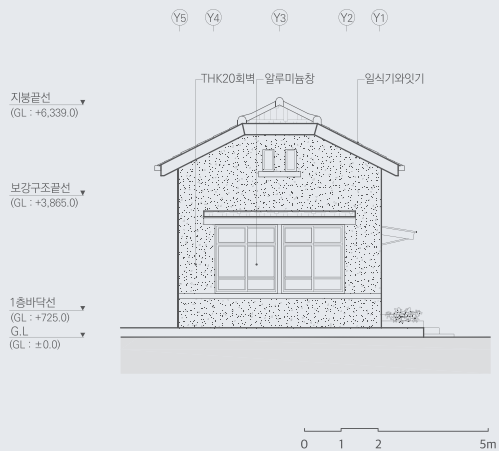 Y5 Y4 Y3 Y2 Y1
THK20회벽 알루미늄창 일식기와잇기
지붕끝선
(GL : +6,339.0)
보강구조끝선
(GL : +3,865.0)
1층바닥선
(GL : +725.0)
G.L
(GL : ±0.0)
0 1 2 5m